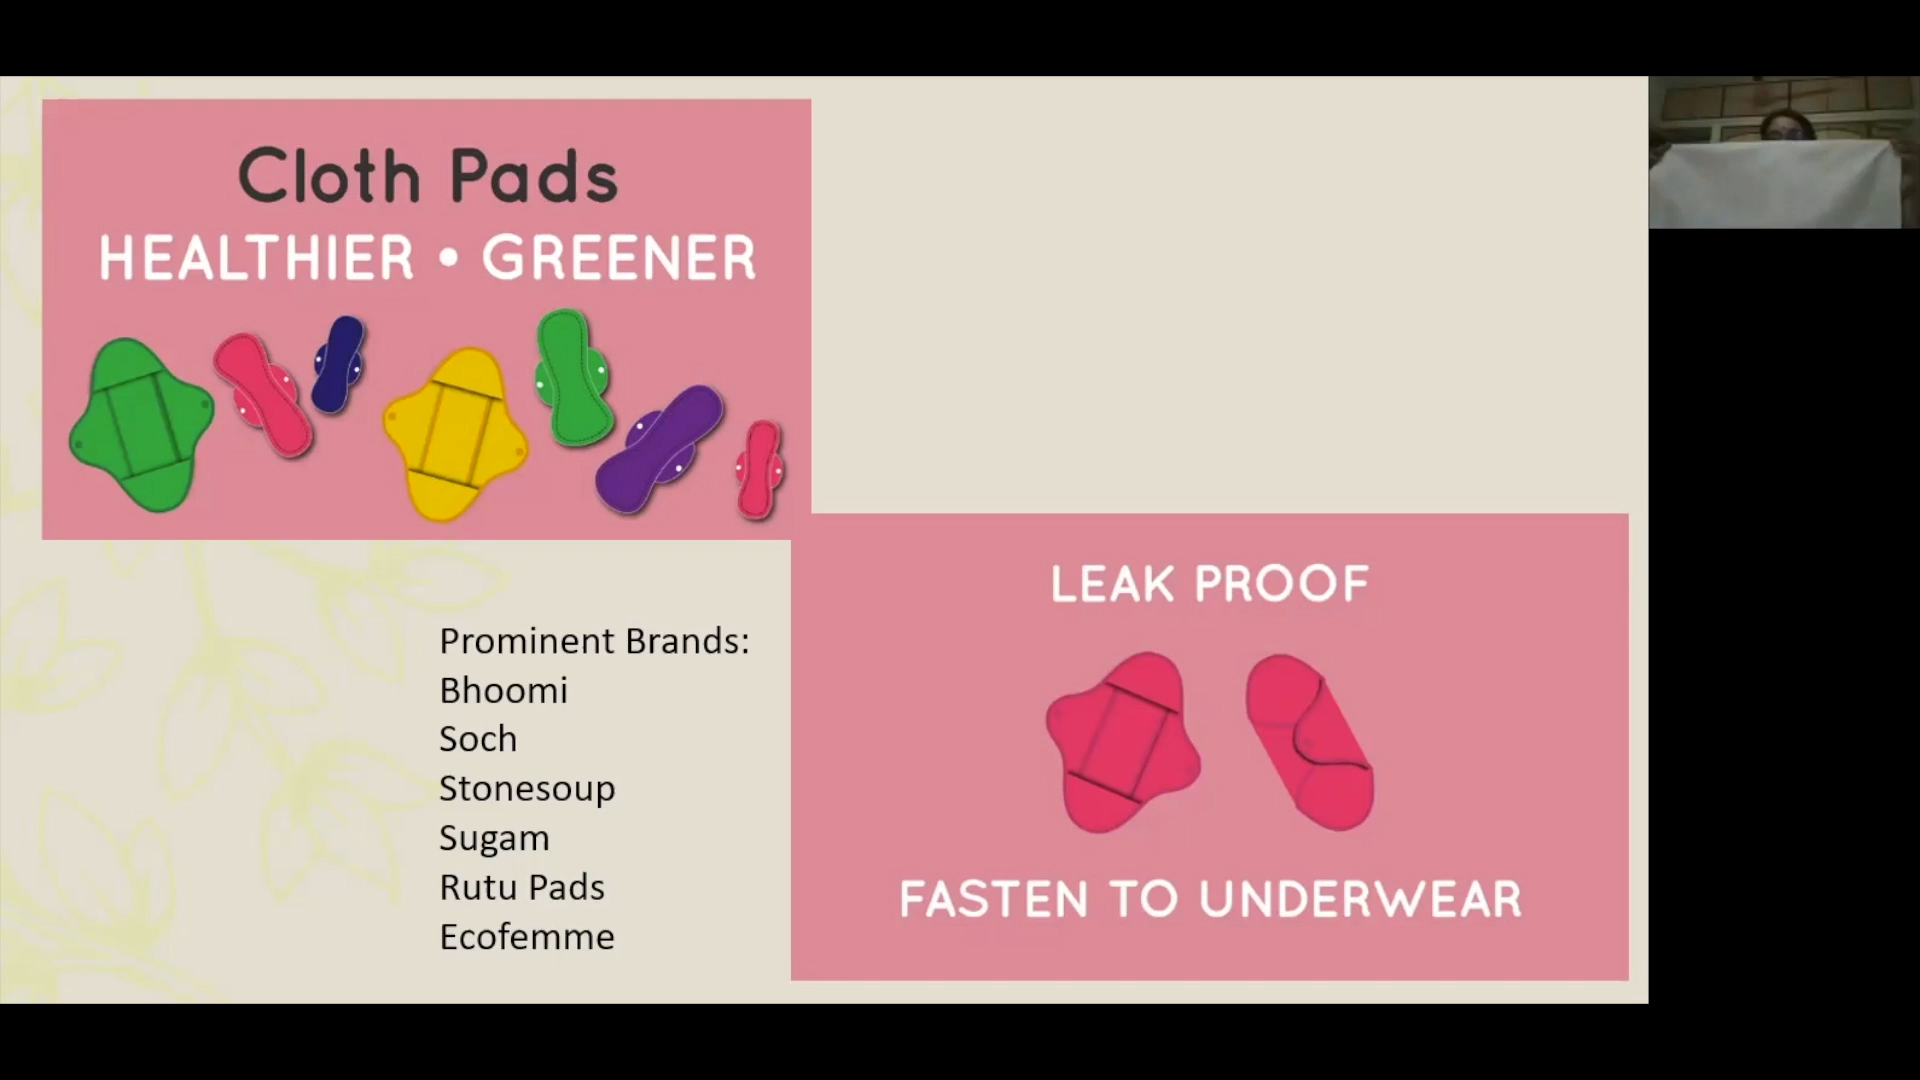 Cloth Pads
HEALTHIER • GREENER
LEAK PROOF
FASTEN TO UNDERWEAR
Prominent Brands:
Bhoomi
Soch
Stonesoup
Sugam
Rutu Pads
Ecofemme